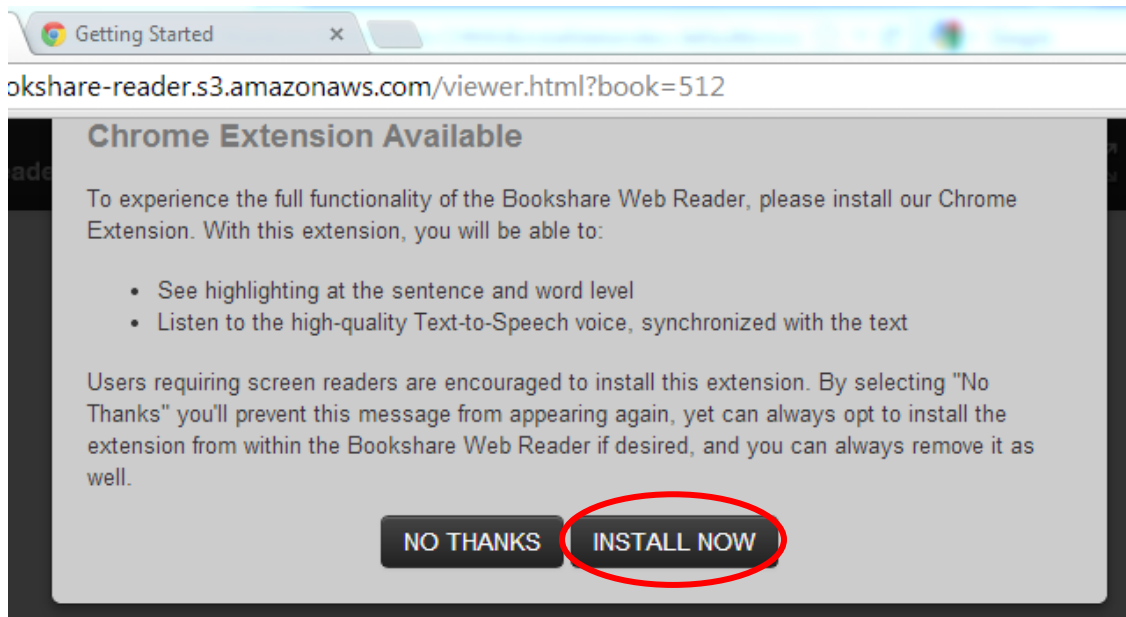 Getting Started
okshare-reader.s3.amazonaws.com/viewer.html?book=512
Chrome Extension Available
ade
To experience the full functionality of the Bookshare Web Reader, please install our Chrome
Extension. With this extension, you will be able to:
• See highlighting at the sentence and word level
• Listen to the high-quality Text-to-Speech voice, synchronized with the text
Users requiring screen readers are encouraged to install this extension. By selecting "No
Thanks" you'll prevent this message from appearing again, yet can always opt to install the
extension from within the Bookshare Web Reader if desired, and you can always remove it as
well.
NO THANKS INSTALL NOW